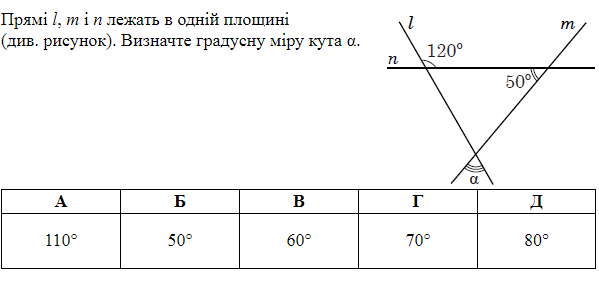 Прямі l, m і n лежать в одній площині
(див. рисунок). Визначте градусну міру кута α.
l
m
n
120°
50°
α
А Б В Г Д
110° 50° 60° 70° 80°